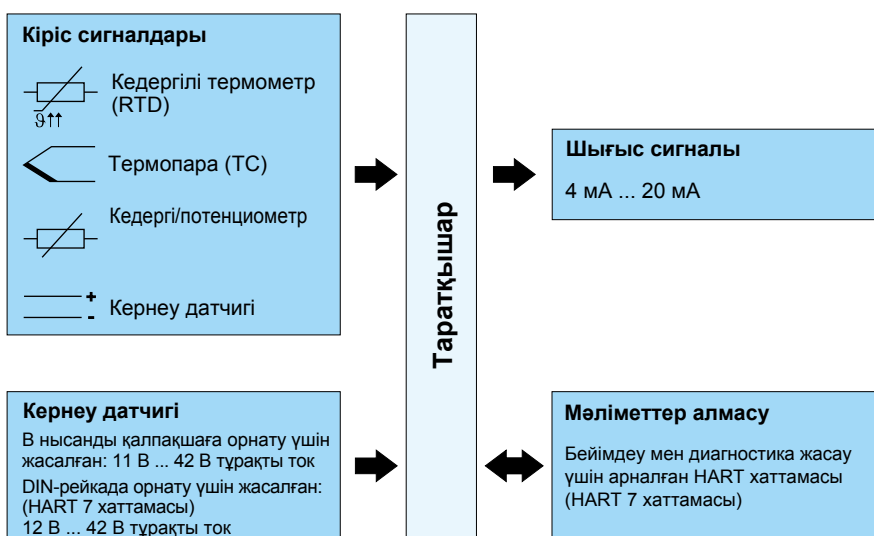 Кіріс сигналдары
Кедергілі термометр
(RTD)
ϑ↑↑
Термопара (TC)
Кедергі/потенциометр
+
-
Кернеу датчигі
Таратқышар
Шығыс сигналы
4 мА ... 20 мА
Кернеу датчигі
В нысанды қалпақшаға орнату үшін
жасалған: 11 В ... 42 В тұрақты ток
DIN-рейкада орнату үшін жасалған:
(HART 7 хаттамасы)
12 В ... 42 В тұрақты ток
Мәліметтер алмасу
Бейімдеу мен диагностика жасау
үшін арналған HART хаттамасы
(HART 7 хаттамасы)